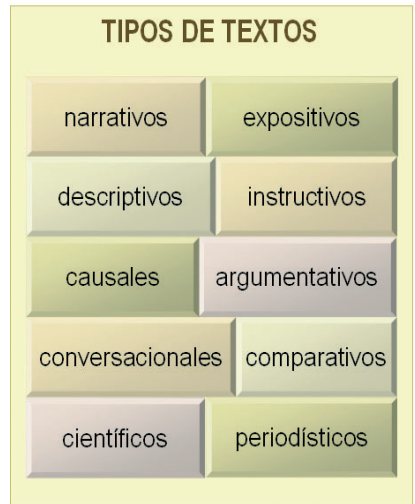 TIPOS DE TEXTOS
narrativos expositivos
descriptivos instructivos
causales argumentativos
conversacionales comparativos
científicos periodísticos